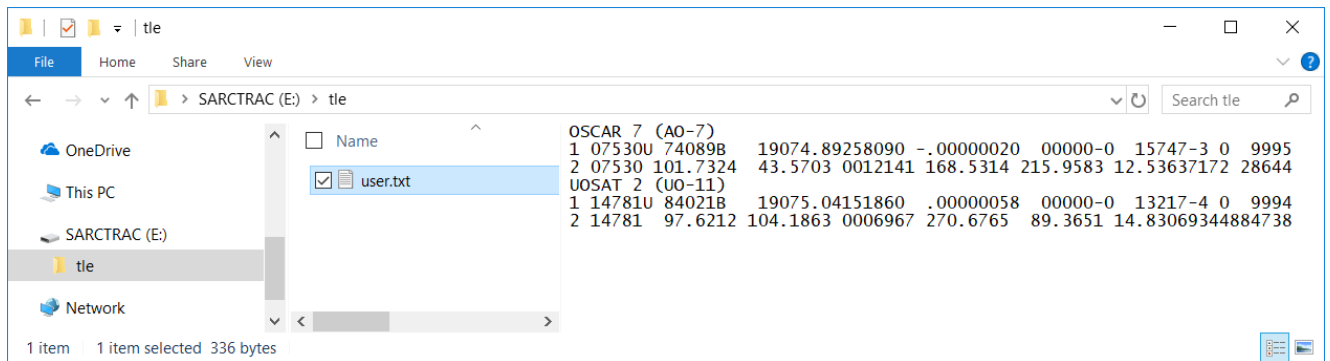 tle
File Home Share View
SARCTRAC (E:) > tle
Search tle
OneDrive
This PC
SARCTRAC (E:)
tle
Network
Name
user.txt
OSCAR 7 (AO-7)
1 07530U 74089B   19074.89258090 -.00000020  00000-0  15747-3 0  9995
2 07530 101.7324  43.5703 0012141 168.5314 215.9583 12.53637172 28644
UOSAT 2 (UO-11)
1 14781U 84021B   19075.04151860  .00000058  00000-0  13217-4 0  9994
2 14781  97.6212 104.1863 0006967 270.6765  89.3651 14.83069344884738
1 item 1 item selected 336 bytes